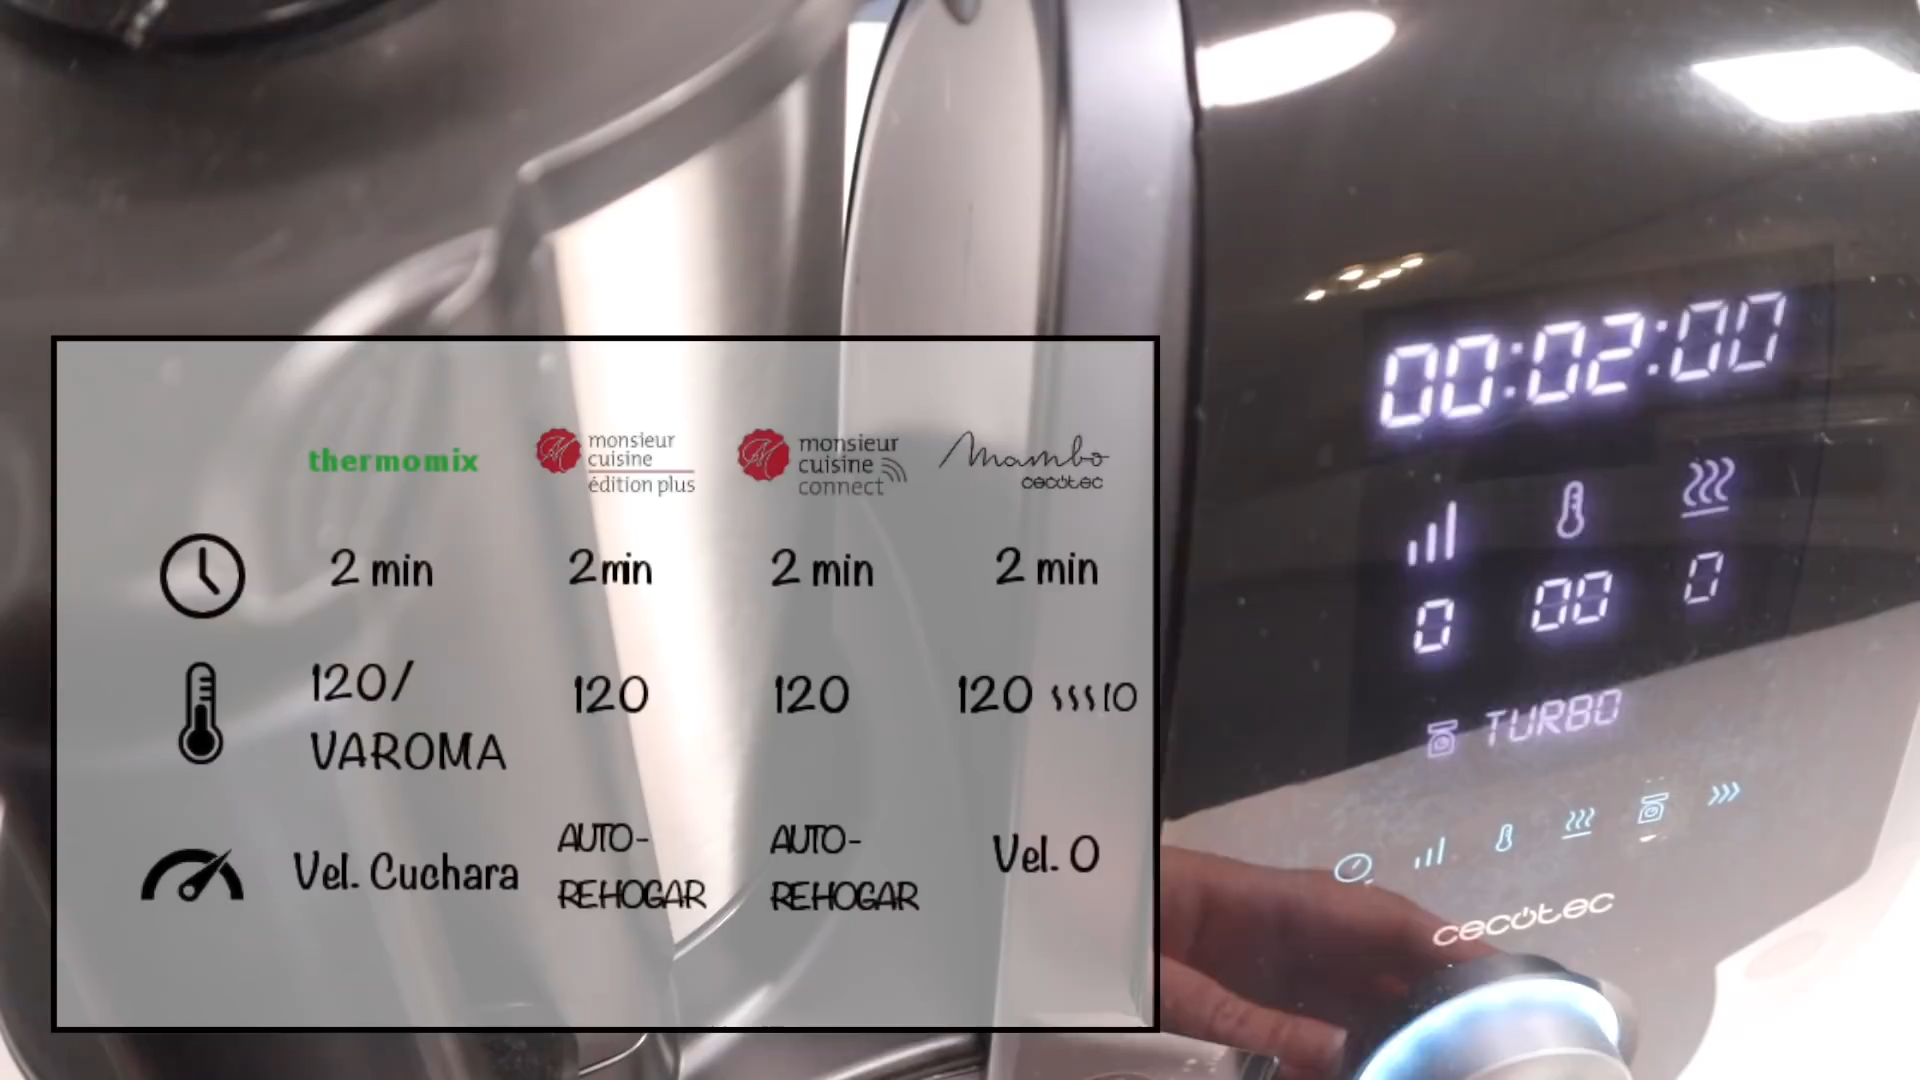 thermomix
monsieur
cuisine
édition plus
monsieur
cuisine
connect
Mambo
cecotec
2 min
2 min
2 min
2 min
120/
VAROMA
120
120
120 10
Vel. Cuchara
AUTO-
REHOGAR
AUTO-
REHOGAR
Vel. 0
00:02:00
0 00 0
TURBO
cecotec